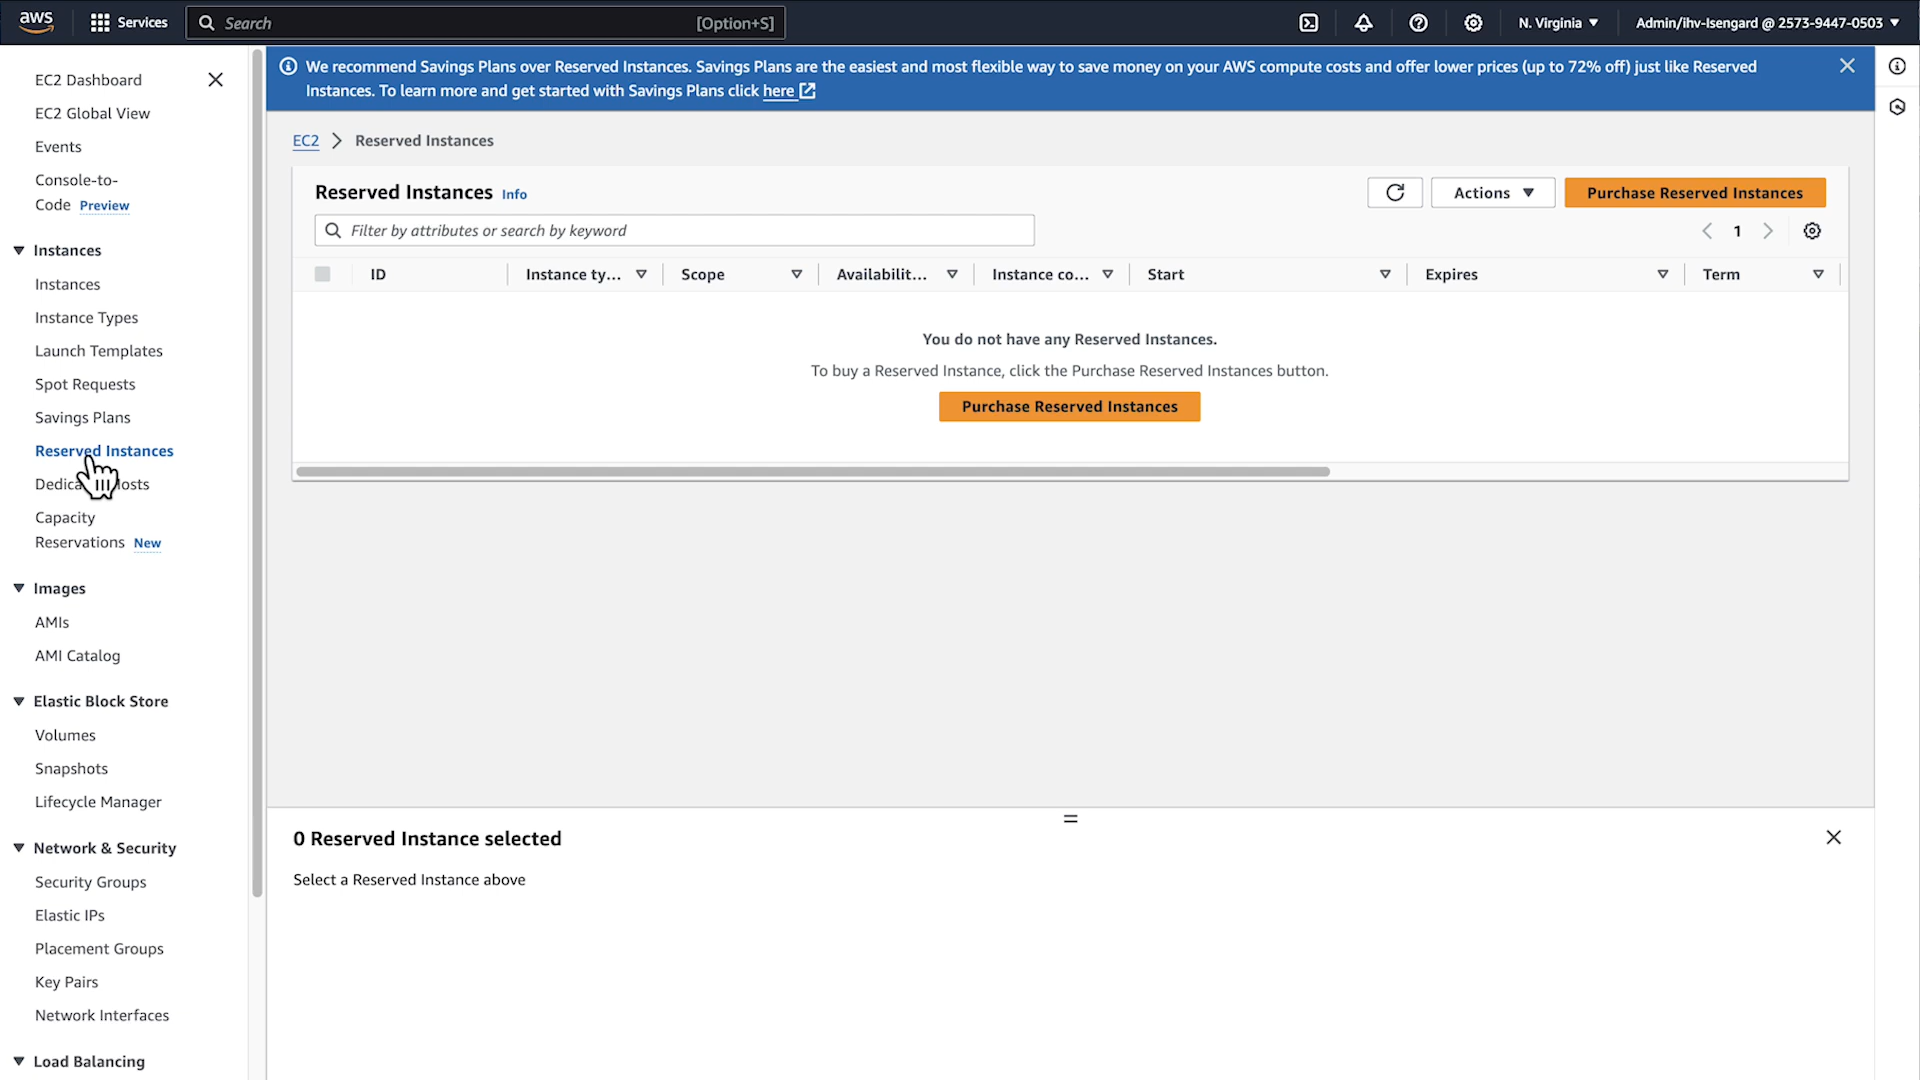 aws
Services
Search
[Option+S]
N. Virginia
Admin/ihv-Isengard @ 2573-9447-0503
EC2 Dashboard
EC2 Global View
Events
Console-to-
Code Preview
Instances
Instances
Instance Types
Launch Templates
Spot Requests
Savings Plans
Reserved Instances
Capacity
Reservations New
Images
AMIs
AMI Catalog
Elastic Block Store
Volumes
Snapshots
Lifecycle Manager
Network & Security
Security Groups
Elastic IPs
Placement Groups
Key Pairs
Network Interfaces
Load Balancing
We recommend Savings Plans over Reserved Instances. Savings Plans are the easiest and most flexible way to save money on your AWS compute costs and offer lower prices (up to 72% off) just like Reserved
Instances. To learn more and get started with Savings Plans click here
EC2 > Reserved Instances
Reserved Instances Info
Actions
Purchase Reserved Instances
Filter by attributes or search by keyword
1
ID
Instance ty...
Scope
Availabilit...
Instance co...
Start
Expires
Term
You do not have any Reserved Instances.
To buy a Reserved Instance, click the Purchase Reserved Instances button.
Purchase Reserved Instances
0 Reserved Instance selected
Select a Reserved Instance above